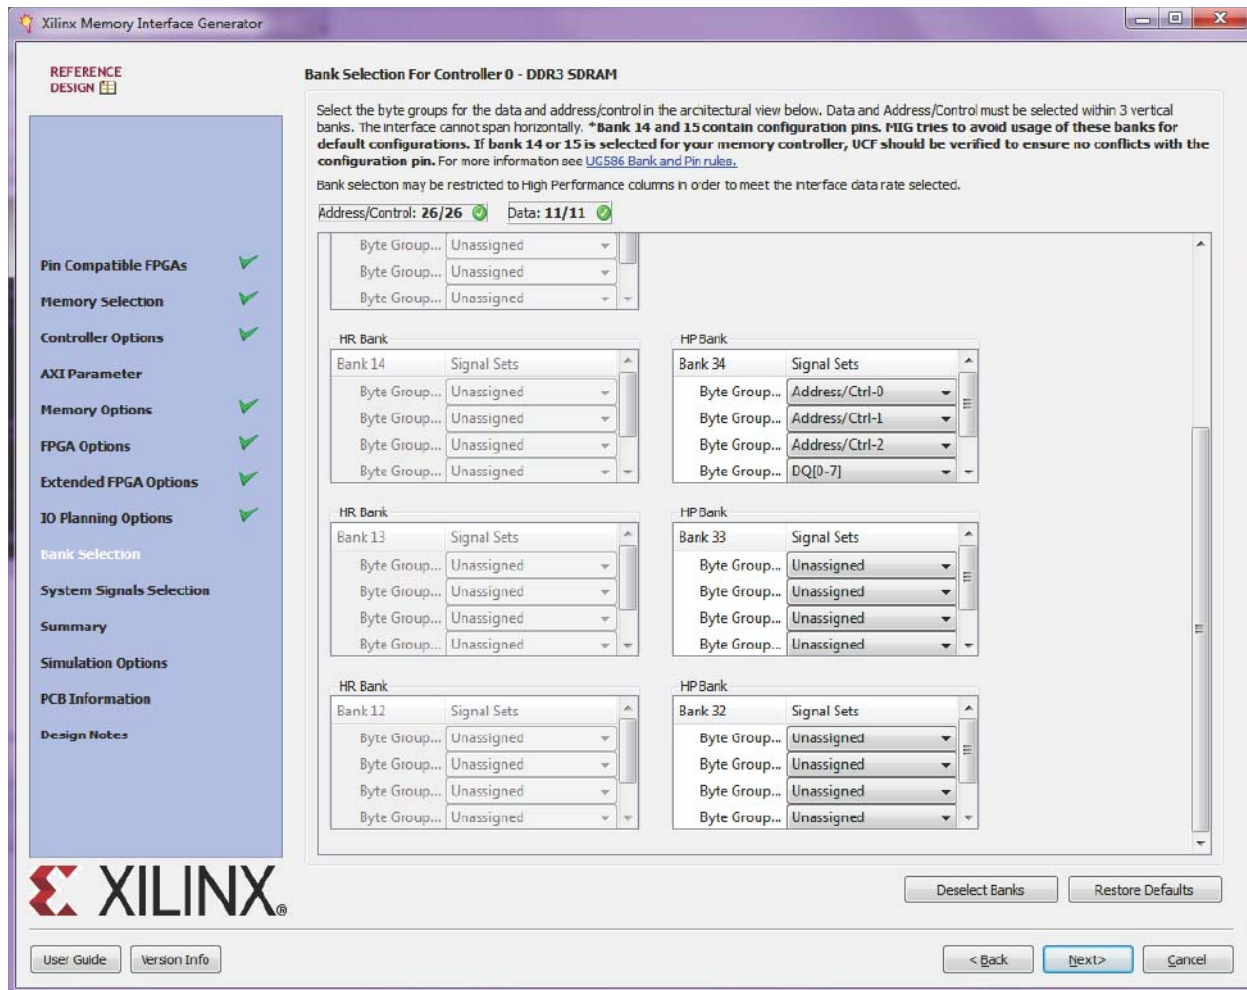 Xilinx Memory Interface Generator
REFERENCE
DESIGN
Pin Compatible FPGAs
Memory Selection
Controller Options
AXI Parameter
Memory Options
FPGA Options
Extended FPGA Options
IO Planning Options
Bank Selection
System Signals Selection
Summary
Simulation Options
PCB Information
Design Notes
XILINX®
Bank Selection For Controller 0 - DDR3 SDRAM
Select the byte groups for the data and address/control in the architectural view below. Data and Address/Control must be selected within 3 vertical
banks. The interface cannot span horizontally. *Bank 14 and 15 contain configuration pins. MIG tries to avoid usage of these banks for
default configurations. If bank 14 or 15 is selected for your memory controller, UCF should be verified to ensure no conflicts with the
configuration pin. For more information see UG586 Bank and Pin rules.
Bank selection may be restricted to High Performance columns in order to meet the interface data rate selected.
Address/Control: 26/26 Data: 11/11
Byte Group... Unassigned
Byte Group... Unassigned
Byte Group... Unassigned
HR Bank
Bank 14 Signal Sets
Byte Group... Unassigned
Byte Group... Unassigned
Byte Group... Unassigned
Byte Group... Unassigned
HP Bank
Bank 34 Signal Sets
Byte Group... Address/Ctrl-0
Byte Group... Address/Ctrl-1
Byte Group... Address/Ctrl-2
Byte Group... DQ[0-7]
HR Bank
Bank 13 Signal Sets
Byte Group... Unassigned
Byte Group... Unassigned
Byte Group... Unassigned
Byte Group... Unassigned
HP Bank
Bank 33 Signal Sets
Byte Group... Unassigned
Byte Group... Unassigned
Byte Group... Unassigned
Byte Group... Unassigned
HR Bank
Bank 12 Signal Sets
Byte Group... Unassigned
Byte Group... Unassigned
Byte Group... Unassigned
Byte Group... Unassigned
HP Bank
Bank 32 Signal Sets
Byte Group... Unassigned
Byte Group... Unassigned
Byte Group... Unassigned
Byte Group... Unassigned
Deselect Banks Restore Defaults
User Guide Version Info < Back Next> Cancel